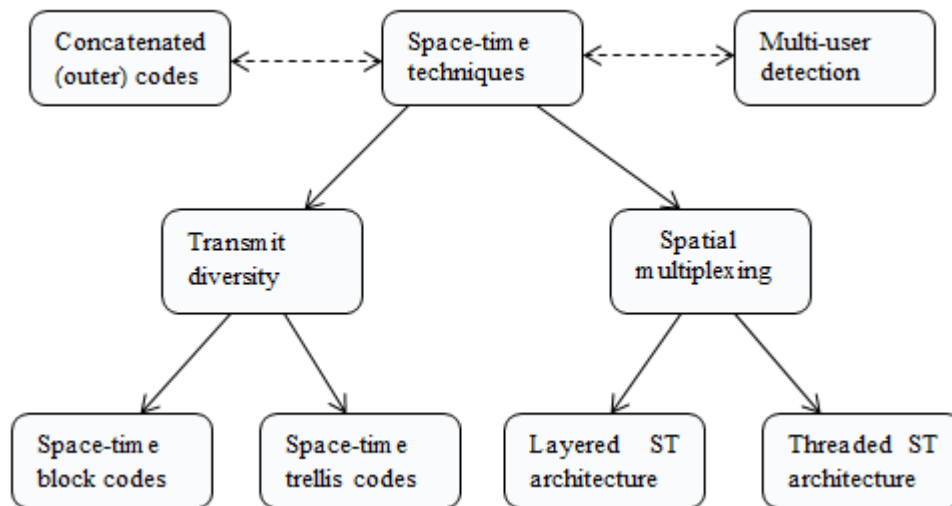 Concatenated
(outer) codes
Space-time
techniques
Multi-user
detection
Transmit
diversity
Spatial
multiplexing
Space-time
block codes
Space-time
trellis codes
Layered ST
architecture
Threaded ST
architecture